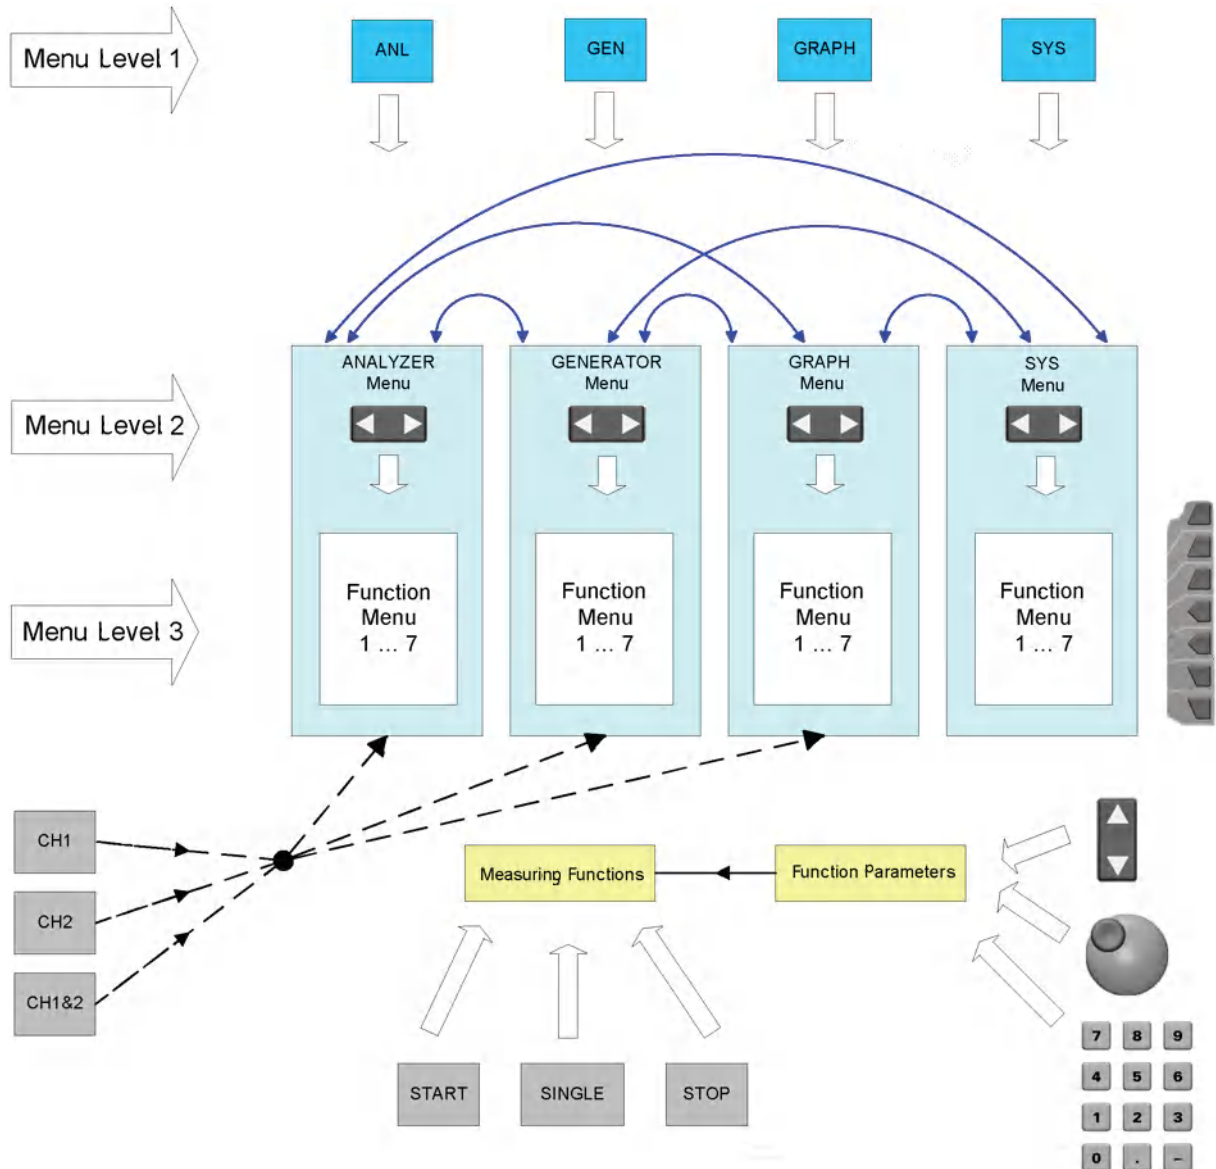 Menu Level 1
ANL
GEN
GRAPH
SYS
ANALYZER
Menu
GENERATOR
Menu
GRAPH
Menu
SYS
Menu
Menu Level 2
Menu Level 3
Function
Menu
1 ... 7
Function
Menu
1 ... 7
Function
Menu
1 ... 7
Function
Menu
1 ... 7
CH1
CH2
CH1&2
Measuring Functions
Function Parameters
START
SINGLE
STOP
7 8 9
4 5 6
1 2 3
0 . –